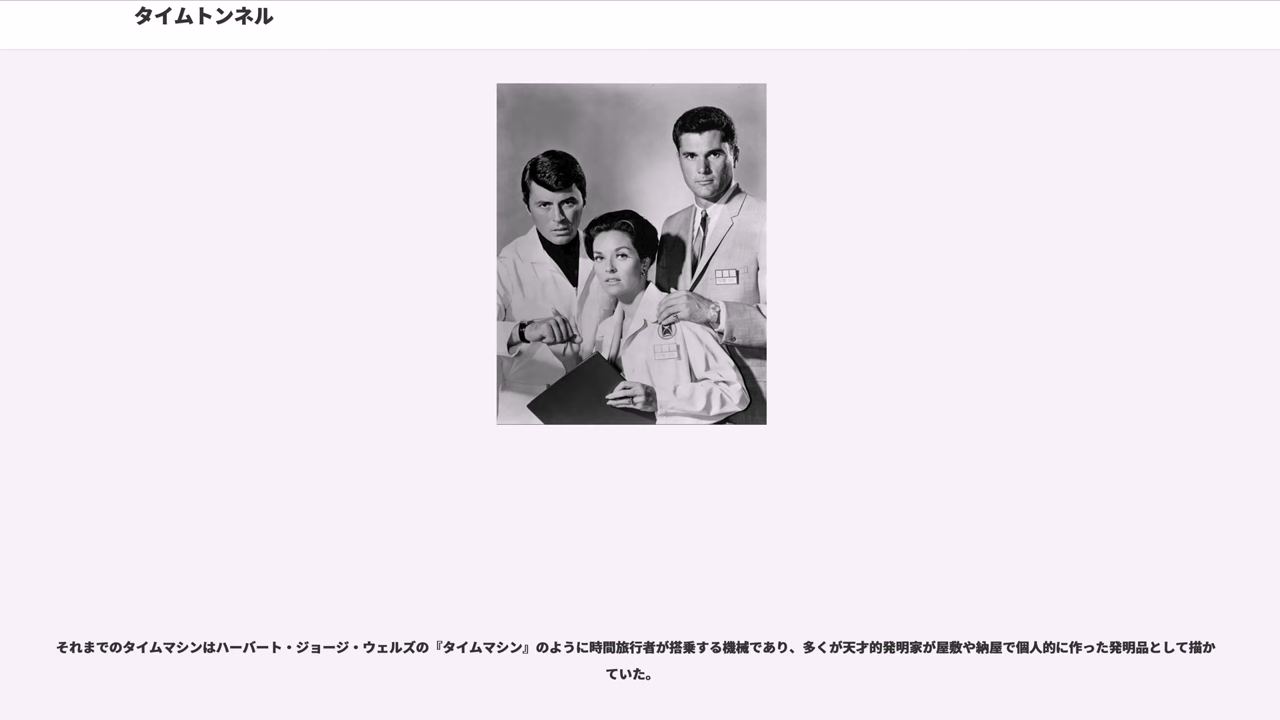 タイムトンネル
それまでのタイムマシンはハーバート・ジョージ・ウェルズの『タイムマシン』のように時間旅行者が搭乗する機械であり、多くが天才的発明家が屋敷や納屋で個人的に作った発明品として描か
ていた。